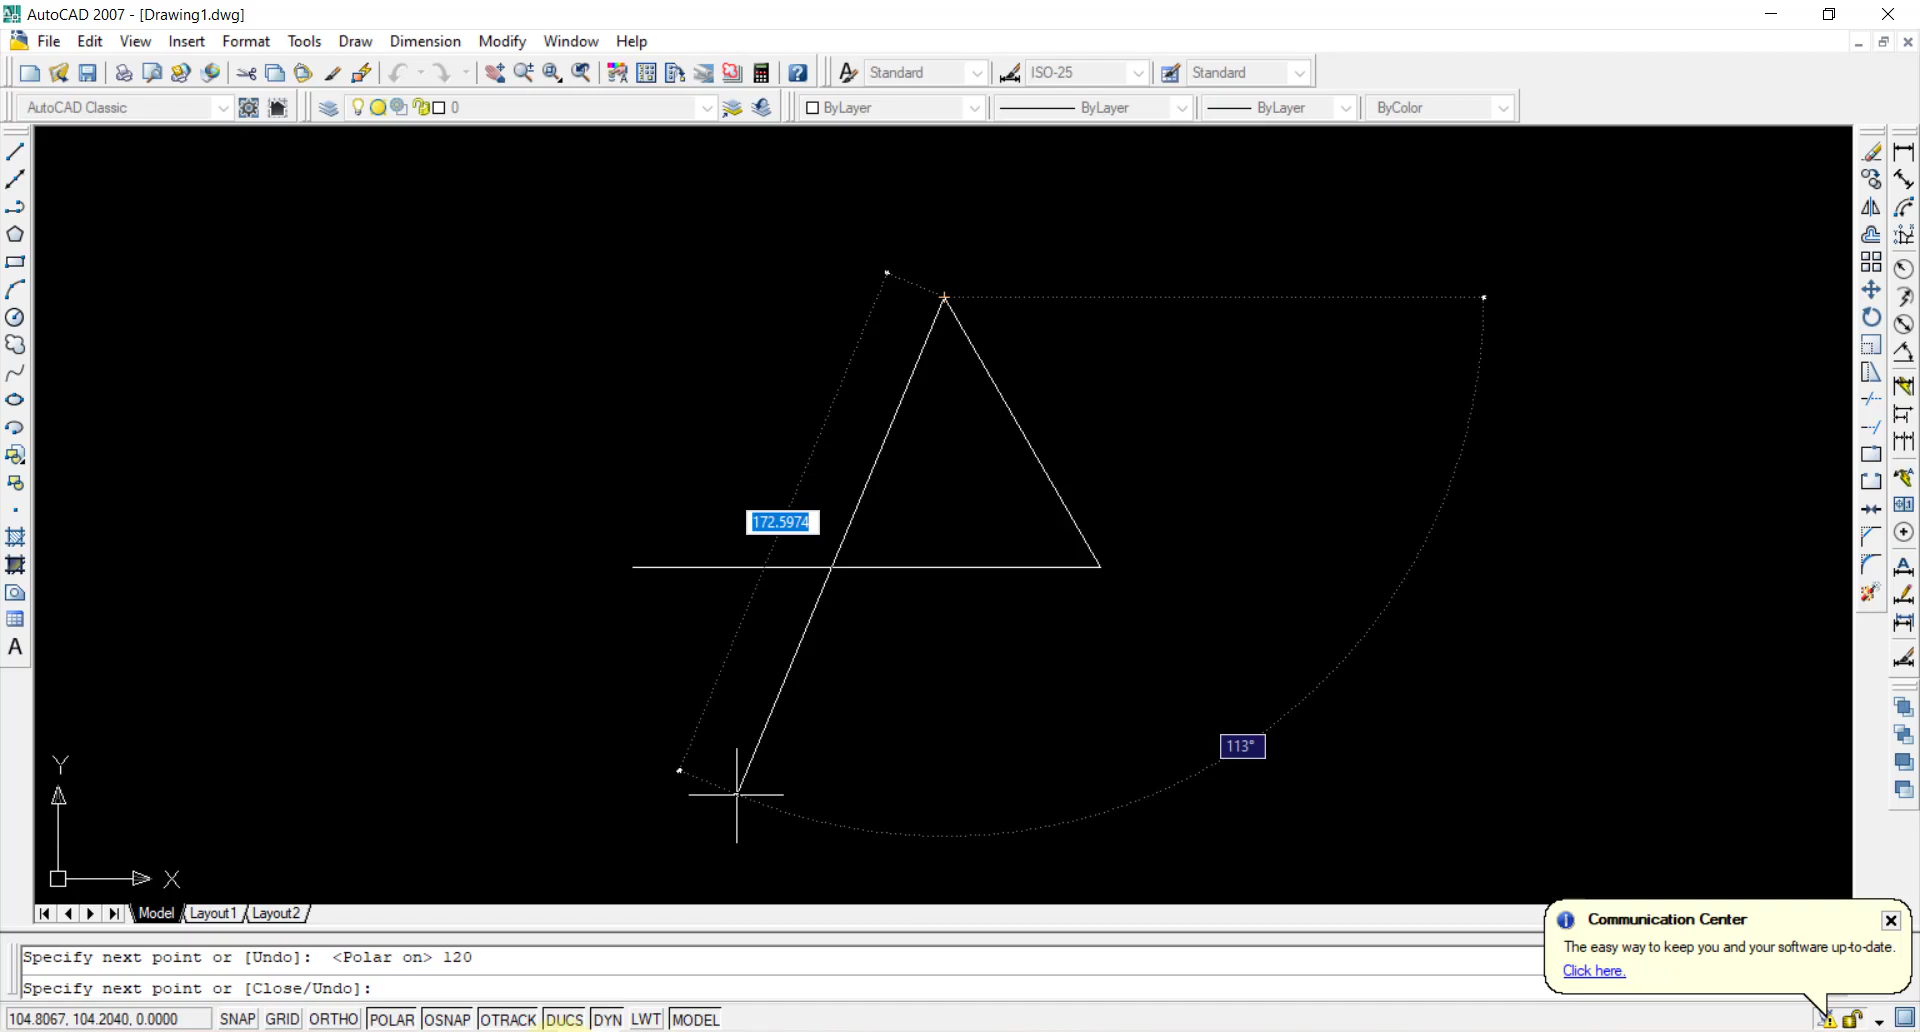 AutoCAD 2007 - [Drawing1.dwg]
File Edit View Insert Format Tools Draw Dimension Modify Window Help
Standard ISO-25 Standard
AutoCAD Classic 0 ByLayer ByLayer ByLayer ByColor
172.5974
113°
Y
X
Model Layout1 Layout2
Communication Center
The easy way to keep you and your software up-to-date.
Click here.
Specify next point or [Undo]:  <Polar on> 120
Specify next point or [Close/Undo]:
104.8067, 104.2040, 0.0000 SNAP GRID ORTHO POLAR OSNAP OTRACK DUCS DYN LWT MODEL